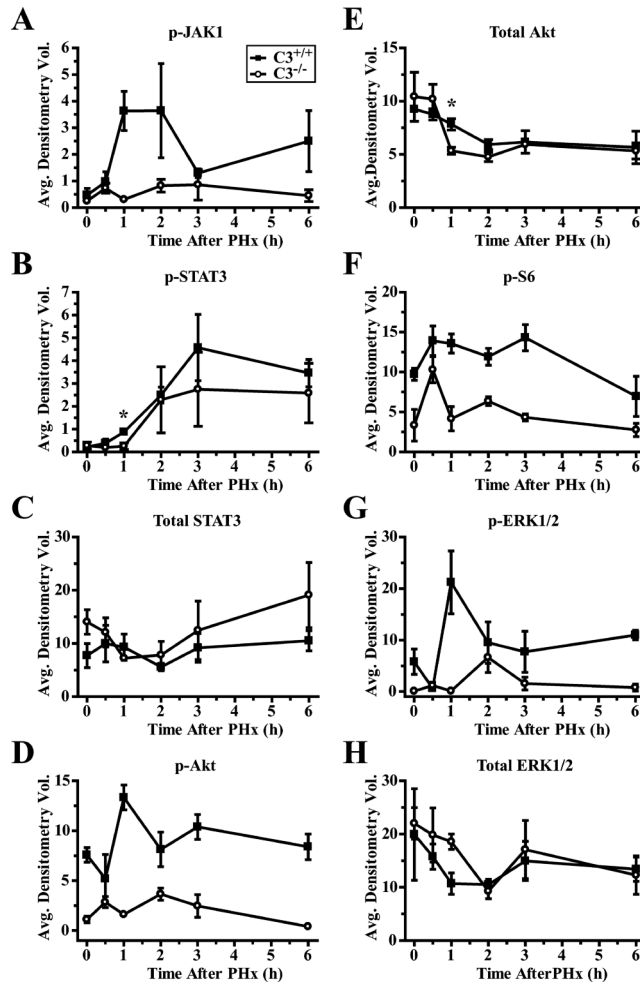 A
p-JAK1
Avg. Densitometry Vol.
6
5
4
3
2
1
0
C3+/+
C3-/-
0 1 2 3 4 5 6
Time After PHx (h)
B
p-STAT3
Avg. Densitometry Vol.
7
6
5
4
3
2
1
0
*
0 1 2 3 4 5 6
Time After PHx (h)
C
Total STAT3
Avg. Densitometry Vol.
30
20
10
0
0 1 2 3 4 5 6
Time After PHx (h)
D
p-Akt
Avg. Densitometry Vol.
15
10
5
0
0 1 2 3 4 5 6
Time After PHx (h)
E
Total Akt
Avg.Densitometry Vol.
15
10
5
0
*
0 1 2 3 4 5 6
Time After PHx (h)
F
p-S6
Avg. Densitometry Vol.
20
15
10
5
0
0 1 2 3 4 5 6
Time After PHx (h)
G
p-ERK1/2
Avg. Densitometry Vol.
30
20
10
0
0 1 2 3 4 5 6
Time After PHx (h)
H
Total ERK1/2
Avg. Densitometry Vol.
30
20
10
0
0 1 2 3 4 5 6
Time AfterPHx (h)